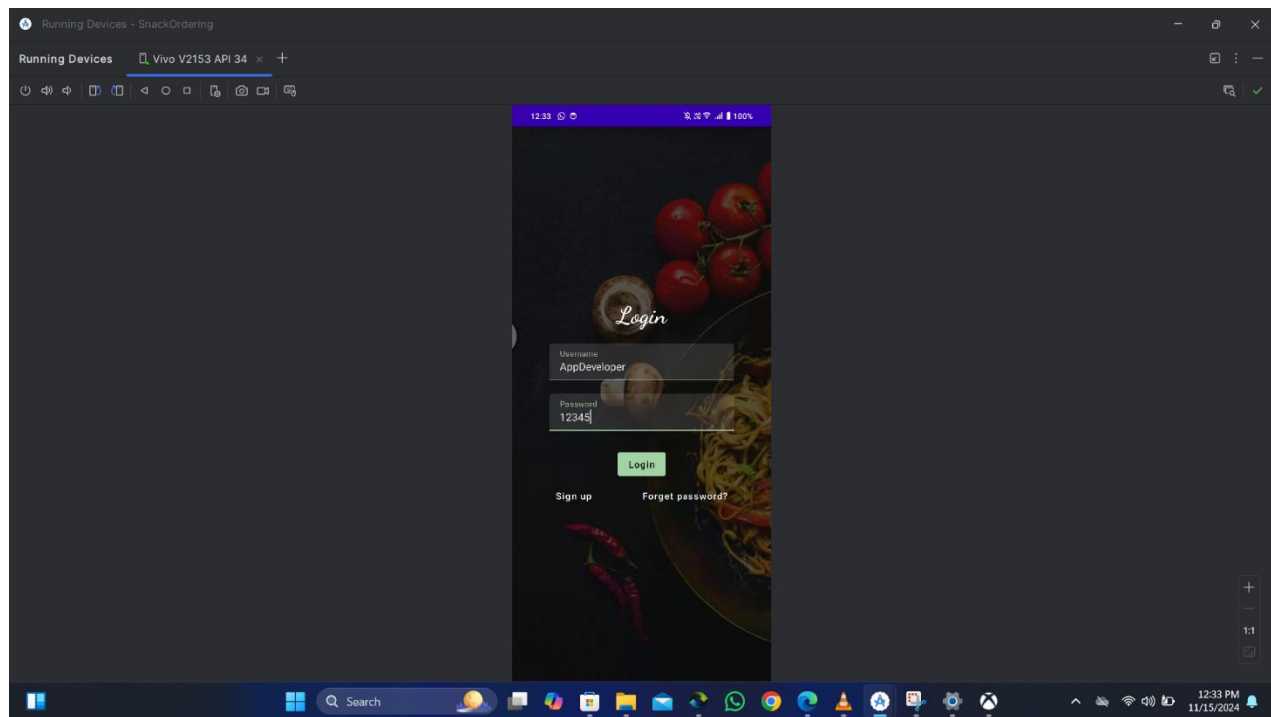 Running Devices - SnackOrdering
Running Devices
Vivo V2153 API 34
12:33
100%
Login
Username
AppDeveloper
Password
12345
Login
Sign up
Forget password?
1:1
Search
12:33 PM
11/15/2024